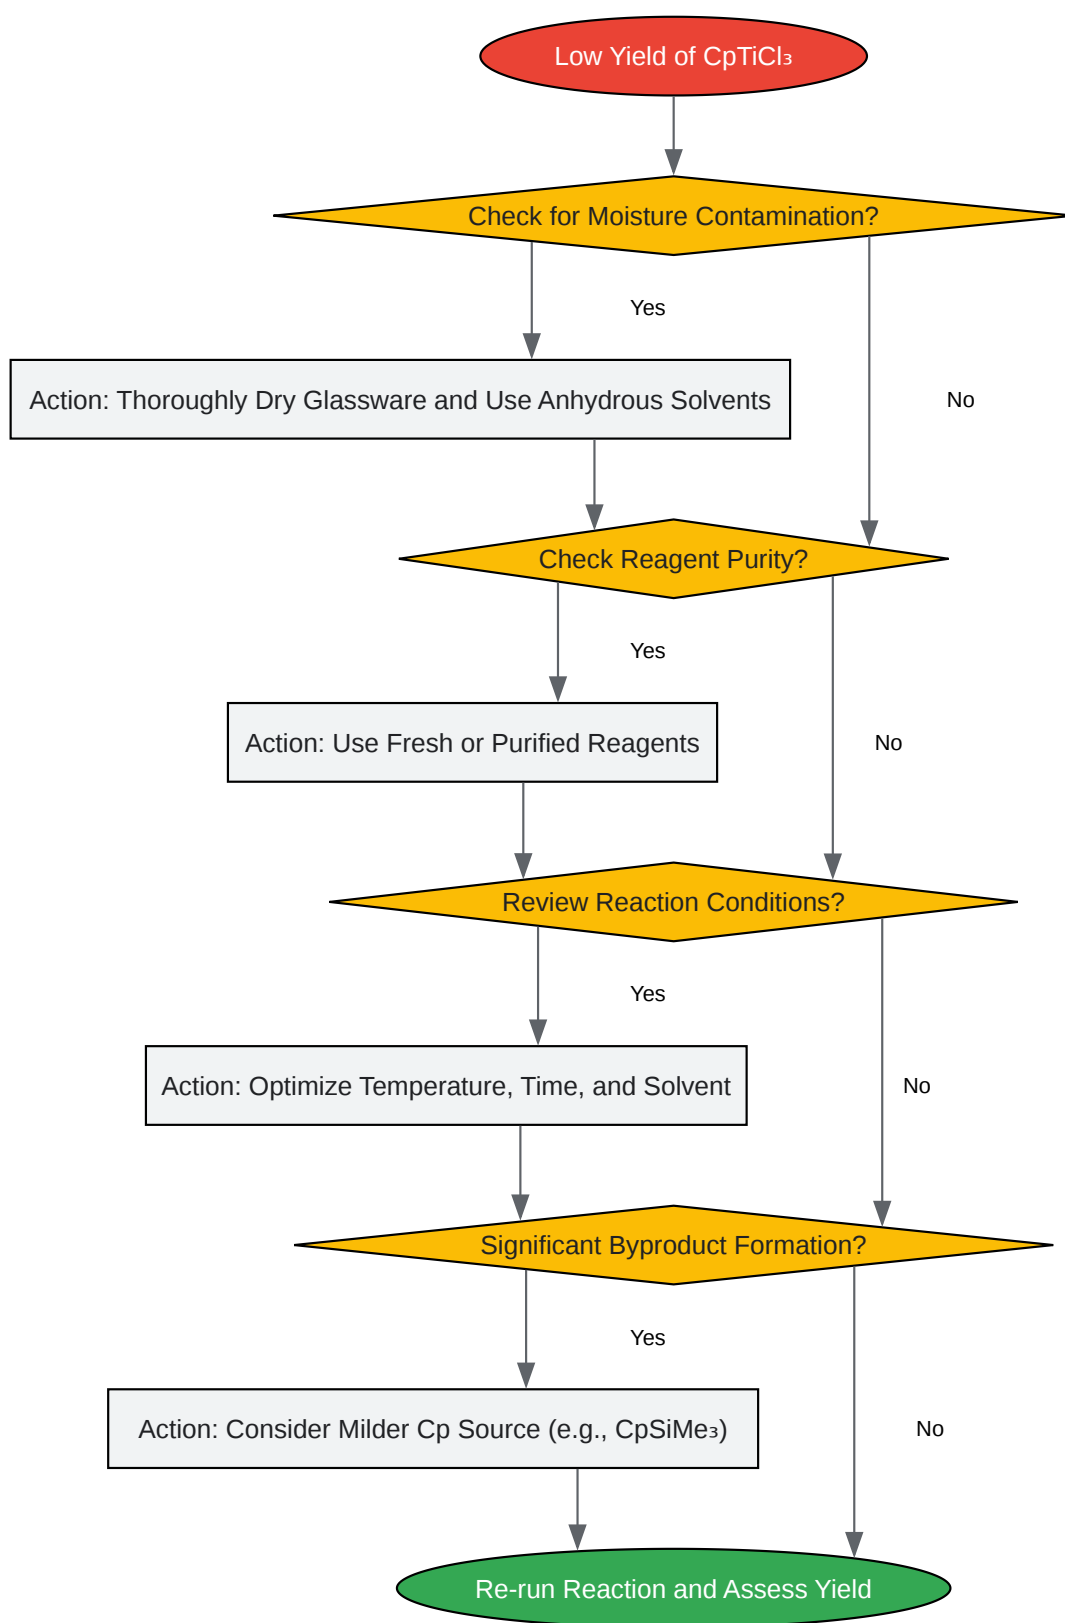 Low Yield of CpTiCl₃
Check for Moisture Contamination?
Yes
Action: Thoroughly Dry Glassware and Use Anhydrous Solvents
No
Check Reagent Purity?
Yes
Action: Use Fresh or Purified Reagents
No
Review Reaction Conditions?
Yes
Action: Optimize Temperature, Time, and Solvent
No
Significant Byproduct Formation?
Yes
Action: Consider Milder Cp Source (e.g., CpSiMe₃)
No
Re-run Reaction and Assess Yield